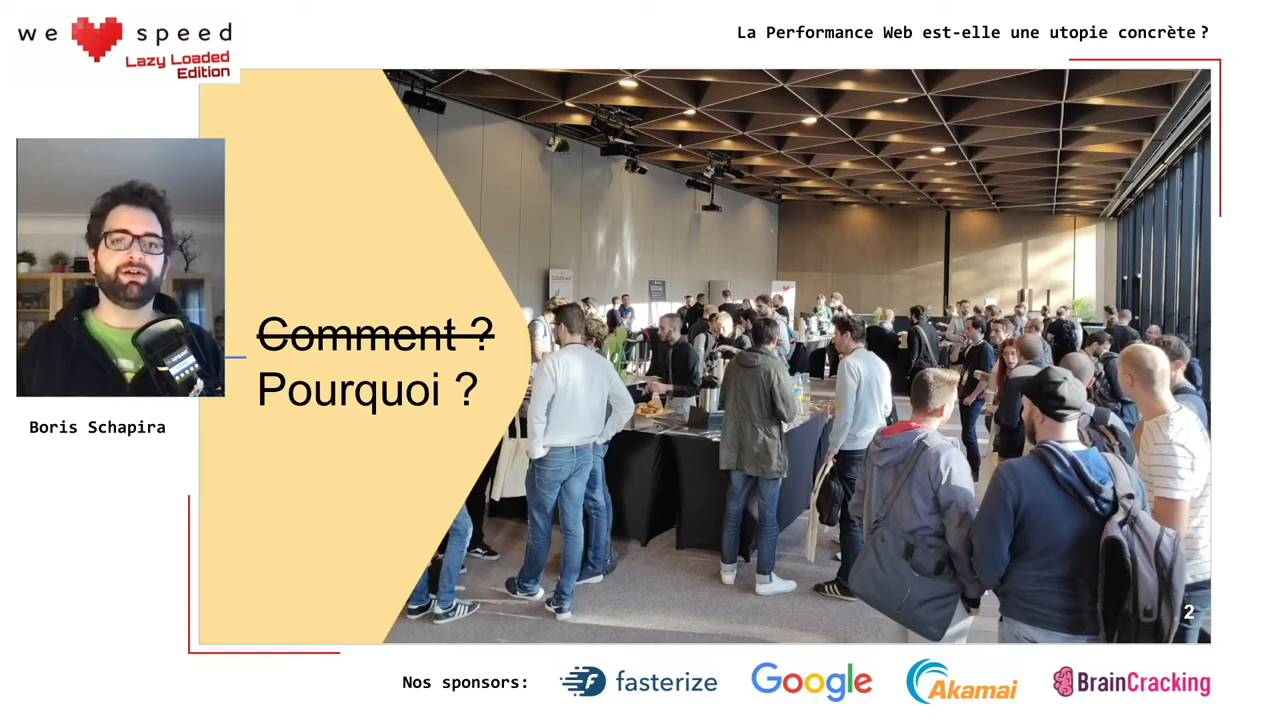 we speed
Lazy Loaded
Edition
La Performance Web est-elle une utopie concrète ?
Comment ?
Pourquoi ?
Boris Schapira
2
Nos sponsors:
fasterize
Google
Akamai
BrainCracking